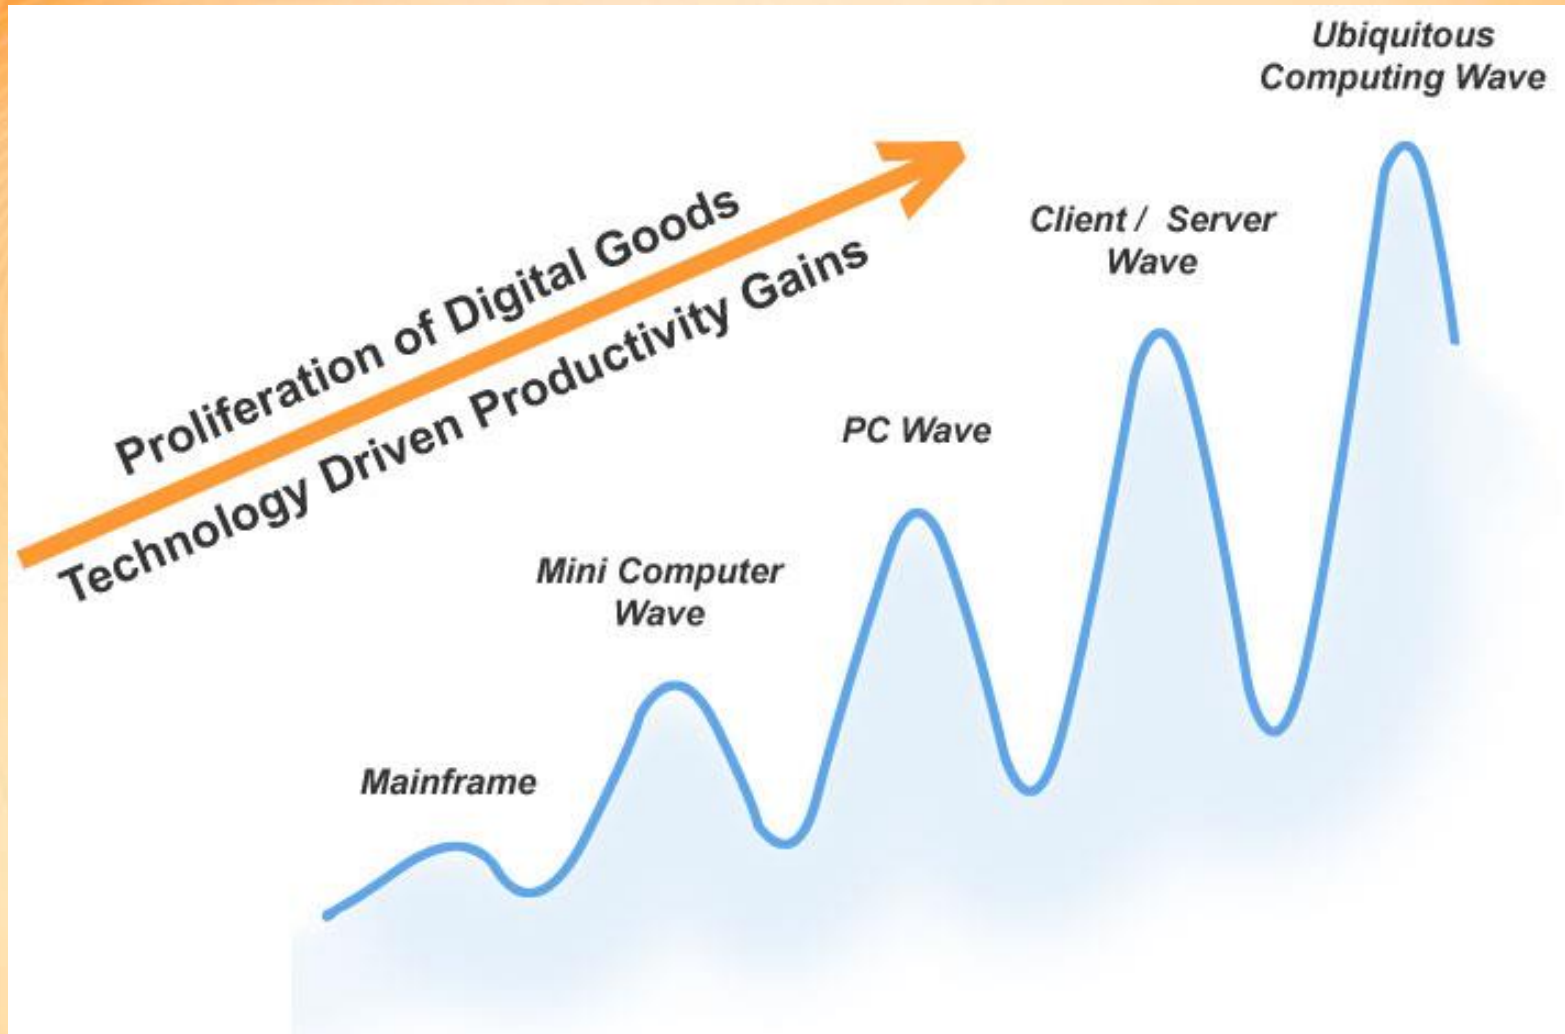 Ubiquitous
Computing Wave
Proliferation of Digital Goods
Technology Driven Productivity Gains
Client /  Server
Wave
PC Wave
Mini Computer
Wave
Mainframe